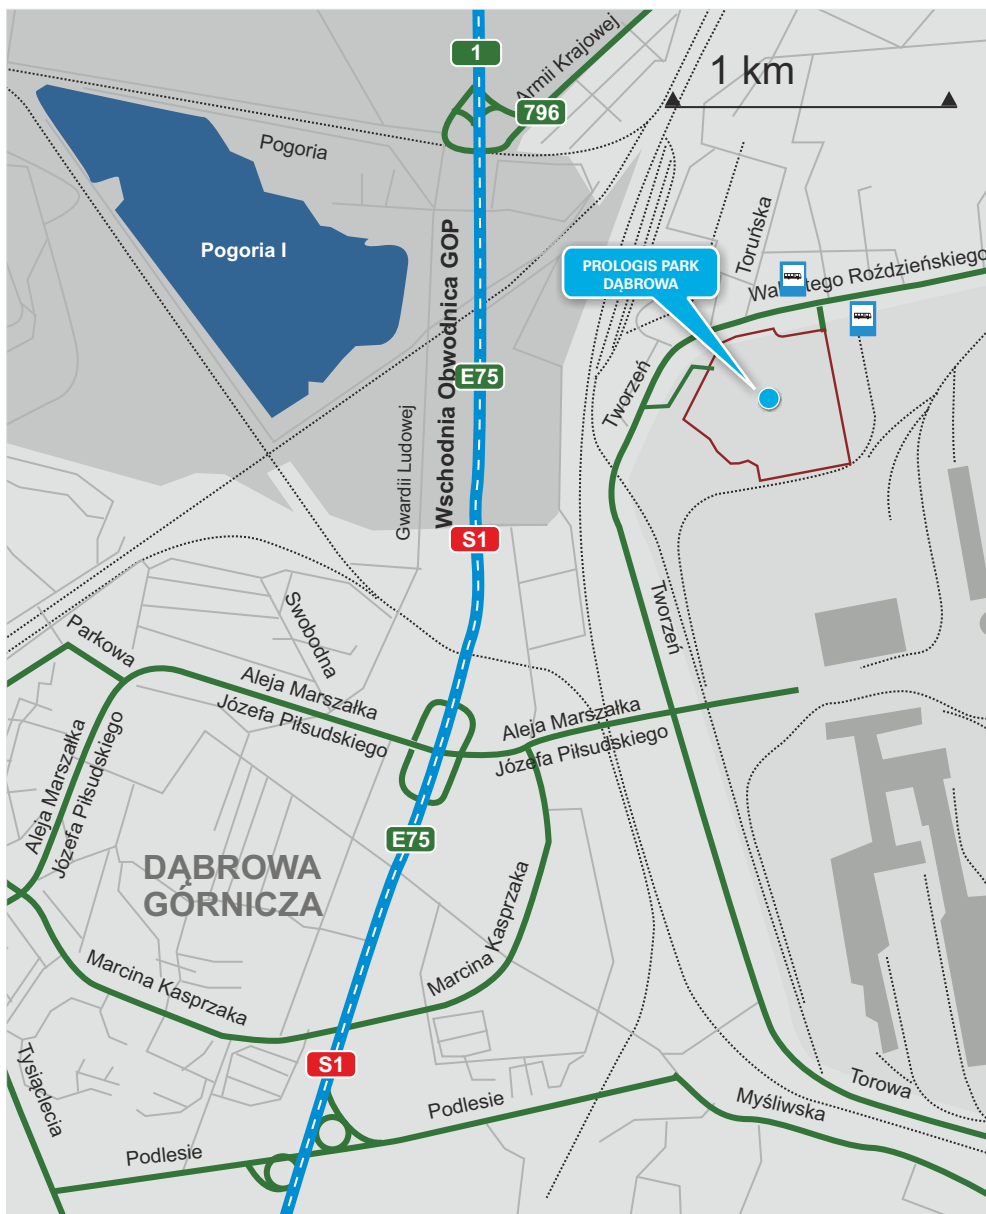 1
Armii Krajowej
796
1 km
Pogoria
Pogoria I
Wschodnia Obwodnica GOP
Toruńska
PROLOGIS PARK
DĄBROWA
Walentego Roździeńskiego
E75
Tworzeń
Gwardii Ludowej
S1
Swobodna
Tworzeń
Parkowa
Aleja Marszałka
Józefa Piłsudskiego
Aleja Marszałka
Józefa Piłsudskiego
Aleja Marszałka
Józefa Piłsudskiego
E75
DĄBROWA
GÓRNICZA
Marcina Kasprzaka
Marcina Kasprzaka
S1
Tysiąclecia
Podlesie
Podlesie
Myśliwska
Torowa